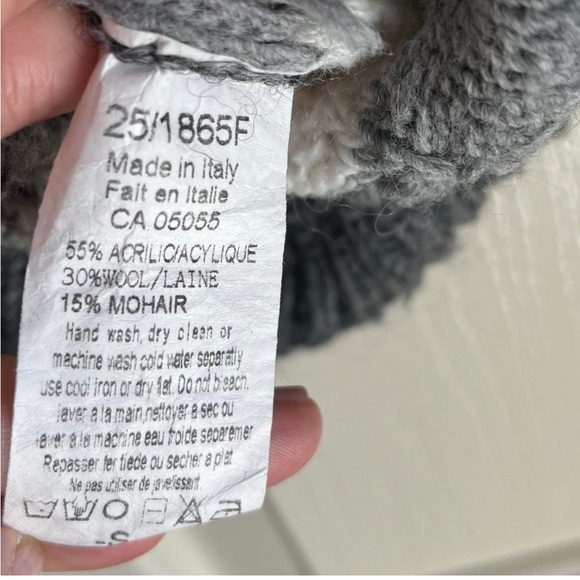 25/1865F
Made in Italy
Fait en Italie
CA 05055
55% ACRILIC/ACYLIQUE
30%WOOL/LAINE
15% MOHAIR
Hand wash, dry clean or
machine wash cold water separatly
use cool iron or dry flat. Do not bleach.
laver a la main,nettoyer a sec ou
laver a la machine eau froide separemer
Repasser fer tiede ou secher a plat
Ne pas utiliser de javelissant
-S